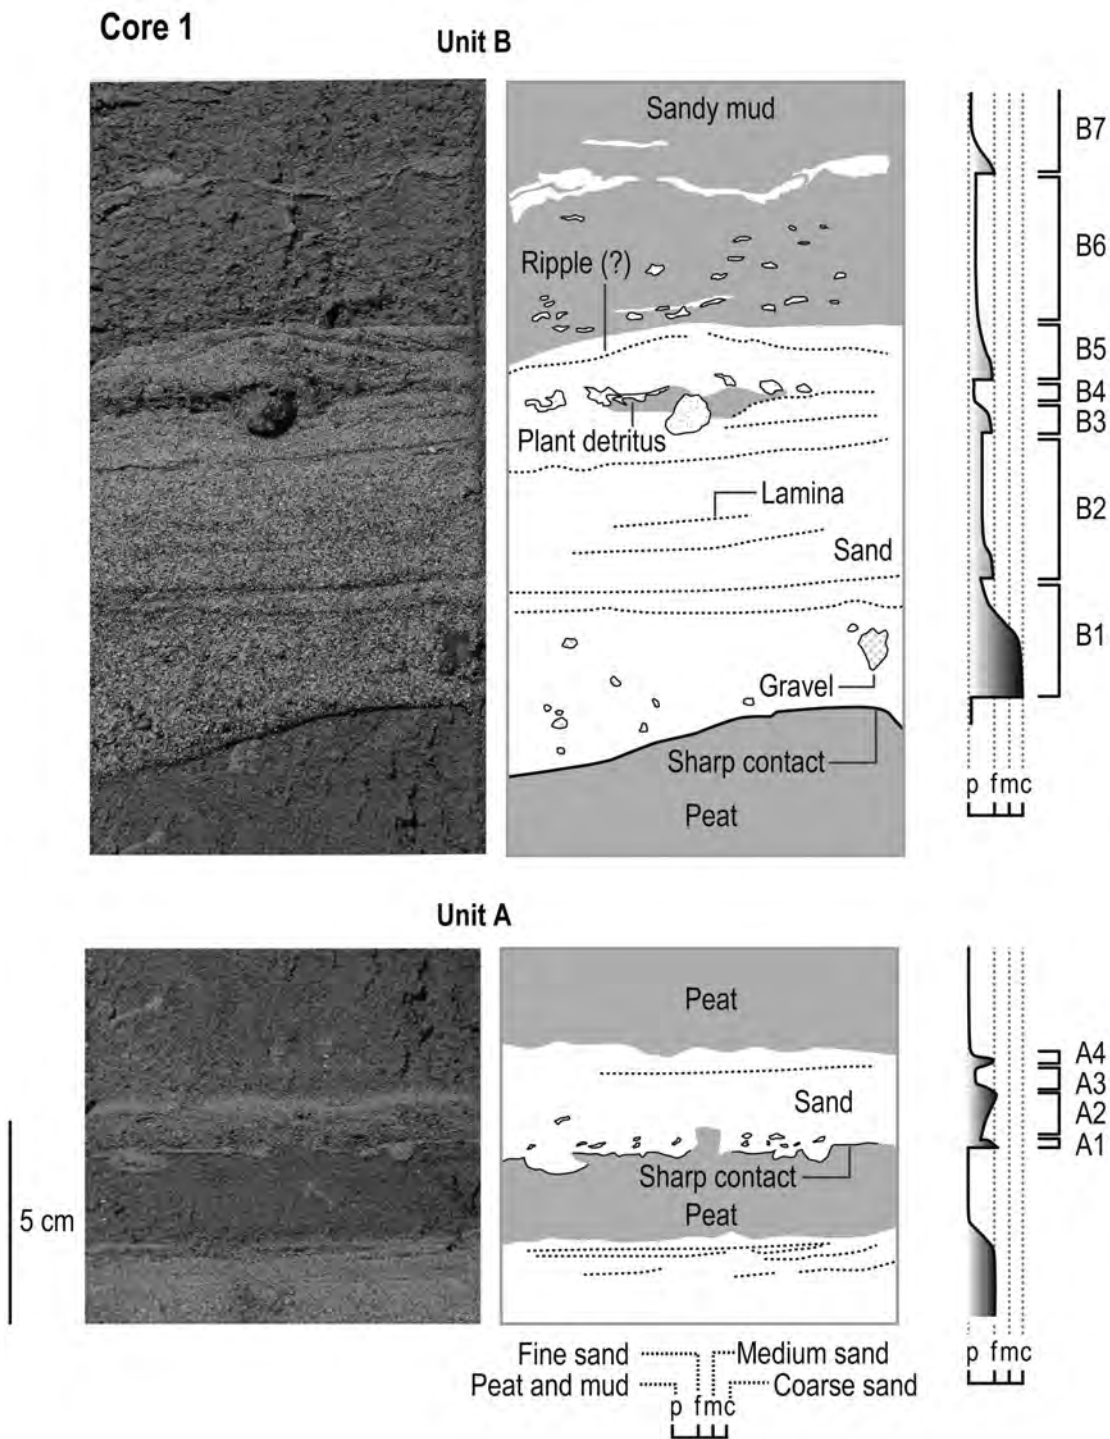 Core 1
Unit B
Sandy mud
Ripple (?)
Plant detritus
Lamina
Sand
Gravel
Sharp contact
Peat
B7
B6
B5
B4
B3
B2
B1
p f m c
Unit A
Peat
Sand
Sharp contact
Peat
5 cm
A4
A3
A2
A1
p f m c
Fine sand
Medium sand
Peat and mud
Coarse sand
p f m c